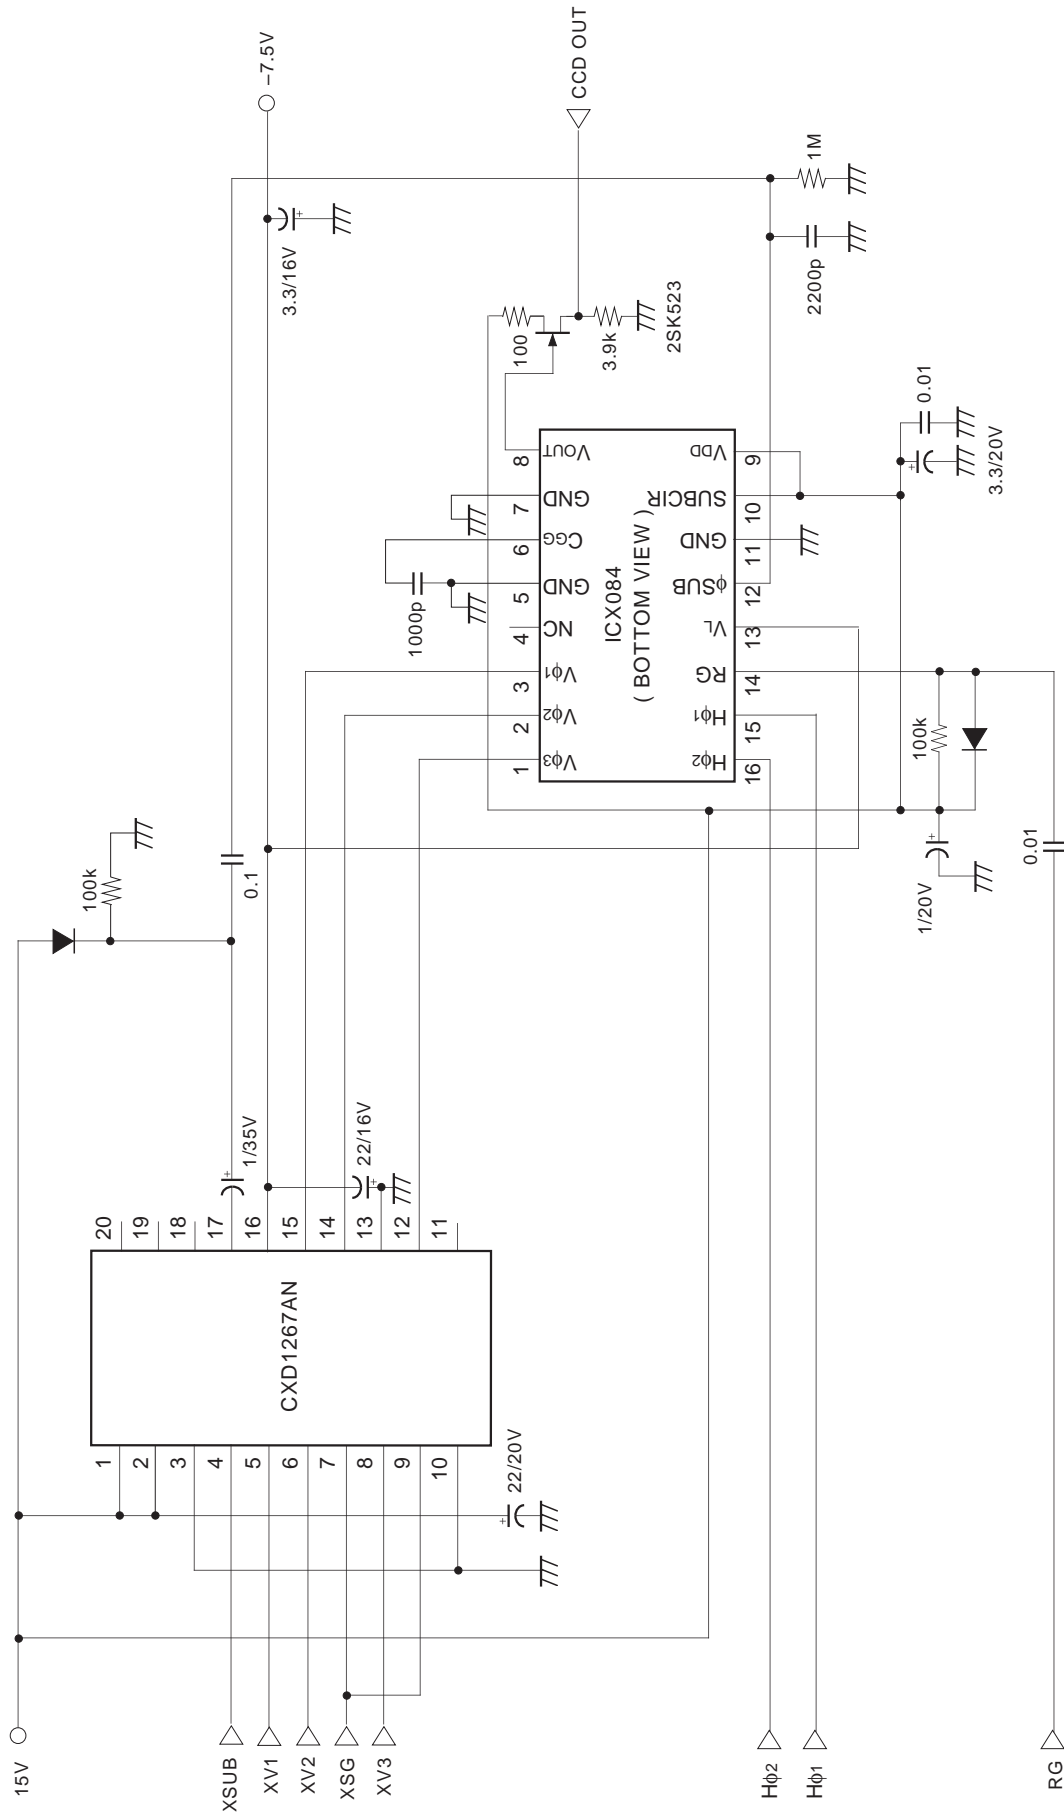 15V
XSUB
XV1
XV2
XSG
XV3
Hϕ2
Hϕ1
RG
22/20V
1
2
3
4
5
6
7
8
9
10
CXD1267AN
20
19
18
17
16
15
14
13
12
11
1/35V
22/16V
100k
0.1
–7.5V
3.3/16V
1
2
3
4
5
6
7
8
Vϕ3
Vϕ2
Vϕ1
NC
GND
CGG
GND
VOUT
ICX084
( BOTTOM VIEW )
Hϕ2
Hϕ1
RG
VL
ϕSUB
GND
SUBCIR
VDD
16
15
14
13
12
11
10
9
1000p
100
3.9k
2SK523
CCD OUT
1M
2200p
0.01
3.3/20V
100k
1/20V
0.01